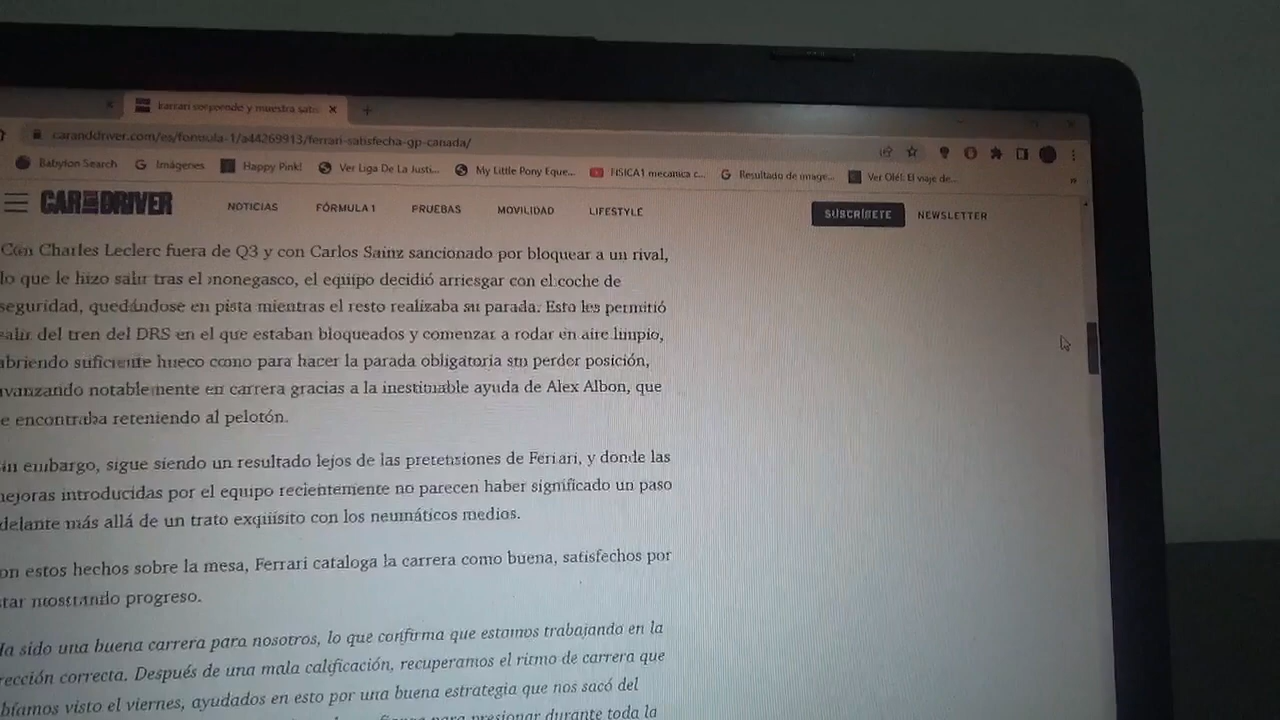 Ferrari sorprende y muestra satis
caranddriver.com/es/formula-1/a44269913/ferrari-satisfecha-gp-canada/
Babylon Search Imágenes Happy Pink! Ver Liga De La Justi... My Little Pony Eque... FISICA1 mecanica c... Resultado de image... Ver Olé!: El viaje de... »
CAR AND DRIVER NOTICIAS FÓRMULA 1 PRUEBAS MOVILIDAD LIFESTYLE SUSCRÍBETE NEWSLETTER
Con Charles Leclerc fuera de Q3 y con Carlos Sainz sancionado por bloquear a un rival,
lo que le hizo salir tras el monegasco, el equipo decidió arriesgar con el coche de
seguridad, quedándose en pista mientras el resto realizaba su parada. Esto les permitió
salir del tren del DRS en el que estaban bloqueados y comenzar a rodar en aire limpio,
abriendo suficiente hueco como para hacer la parada obligatoria sin perder posición,
avanzando notablemente en carrera gracias a la inestimable ayuda de Alex Albon, que
e encontraba reteniendo al pelotón.
in embargo, sigue siendo un resultado lejos de las pretensiones de Ferrari, y donde las
nejoras introducidas por el equipo recientemente no parecen haber significado un paso
delante más allá de un trato exquisito con los neumáticos medios.
on estos hechos sobre la mesa, Ferrari cataloga la carrera como buena, satisfechos por
tar mostrando progreso.
Ha sido una buena carrera para nosotros, lo que confirma que estamos trabajando en la
rección correcta. Después de una mala calificación, recuperamos el ritmo de carrera que
bíamos visto el viernes, ayudados en esto por una buena estrategia que nos sacó del
para presionar durante toda la